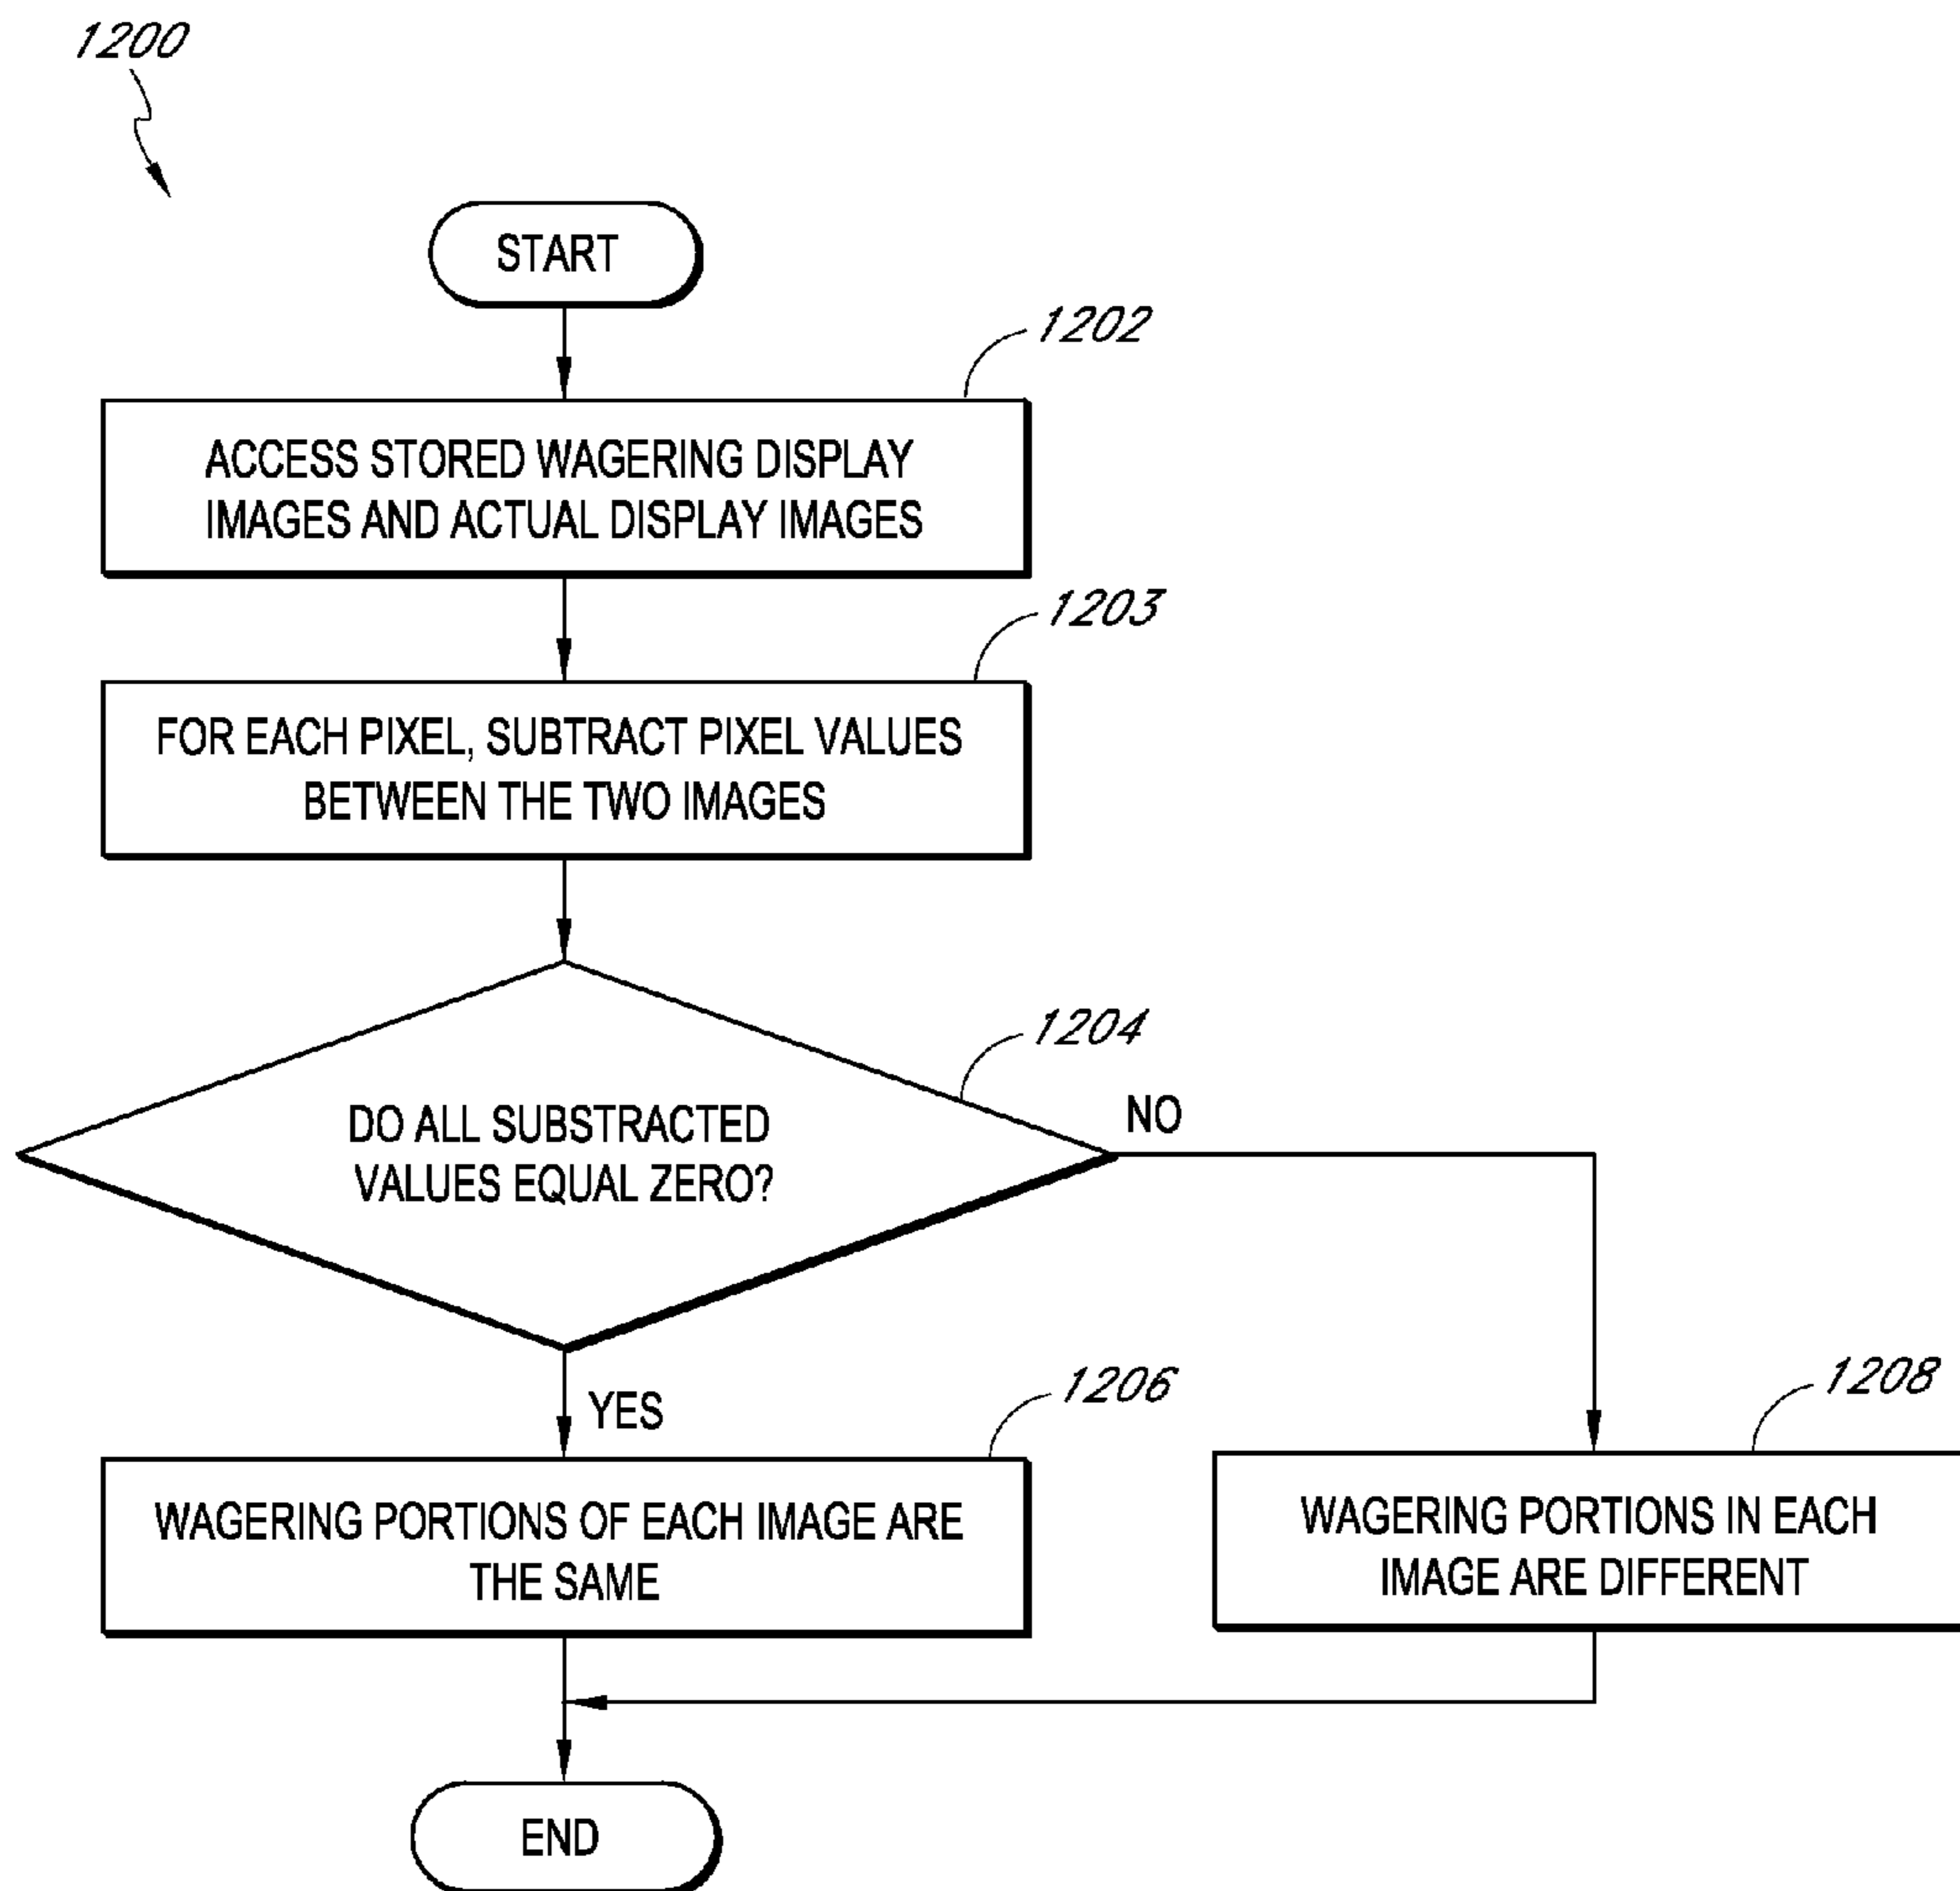 1200
START
1202
ACCESS STORED WAGERING DISPLAY
IMAGES AND ACTUAL DISPLAY IMAGES
1203
FOR EACH PIXEL, SUBTRACT PIXEL VALUES
BETWEEN THE TWO IMAGES
1204
DO ALL SUBSTRACTED
VALUES EQUAL ZERO?
NO
YES
1206
WAGERING PORTIONS OF EACH IMAGE ARE
THE SAME
1208
WAGERING PORTIONS IN EACH
IMAGE ARE DIFFERENT
END